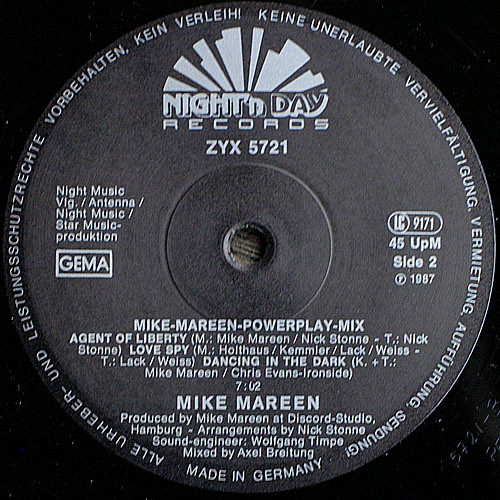 ALLE URHEBER- UND LEISTUNGSSCHUTZRECHTE VORBEHALTEN. KEIN VERLEIH! KEINE UNERLAUBTE VERVIELFÄLTIGUNG, VERMIETUNG, AUFFÜHRUNG, SENDUNG!
NIGHT'n DAY
RECORDS
ZYX 5721
Night Music
Vlg. / Antenna /
Night Music /
Star Music-
produktion
GEMA
LC 9171
45 UpM
Side 2
℗ 1987
MIKE-MAREEN-POWERPLAY-MIX
AGENT OF LIBERTY (M.: Mike Mareen / Nick Stonne - T.: Nick
Stonne) LOVE SPY (M.: Holthaus / Kemmler / Lack / Weiss -
T.: Lack / Weiss) DANCING IN THE DARK (K. + T.:
Mike Mareen / Chris Evans-ironside)
7:02
MIKE MAREEN
Produced by Mike Mareen at Discord-Studio,
Hamburg - Arrangements by Nick Stonne
Sound-engineer: Wolfgang Timpe
Mixed by Axel Breitung
MADE IN GERMANY